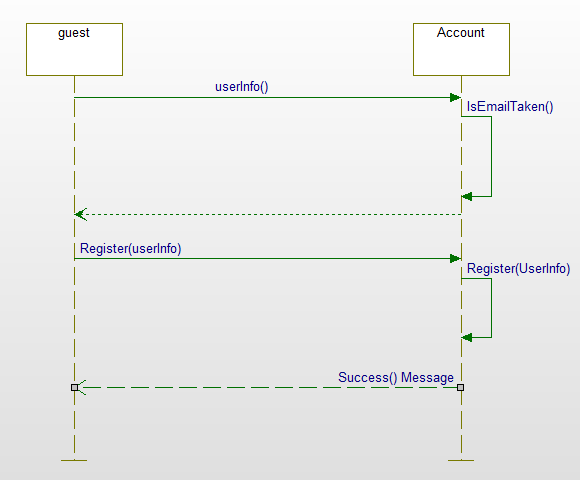 guest
Account
userInfo()
IsEmailTaken()
Register(userInfo)
Register(UserInfo)
Success() Message